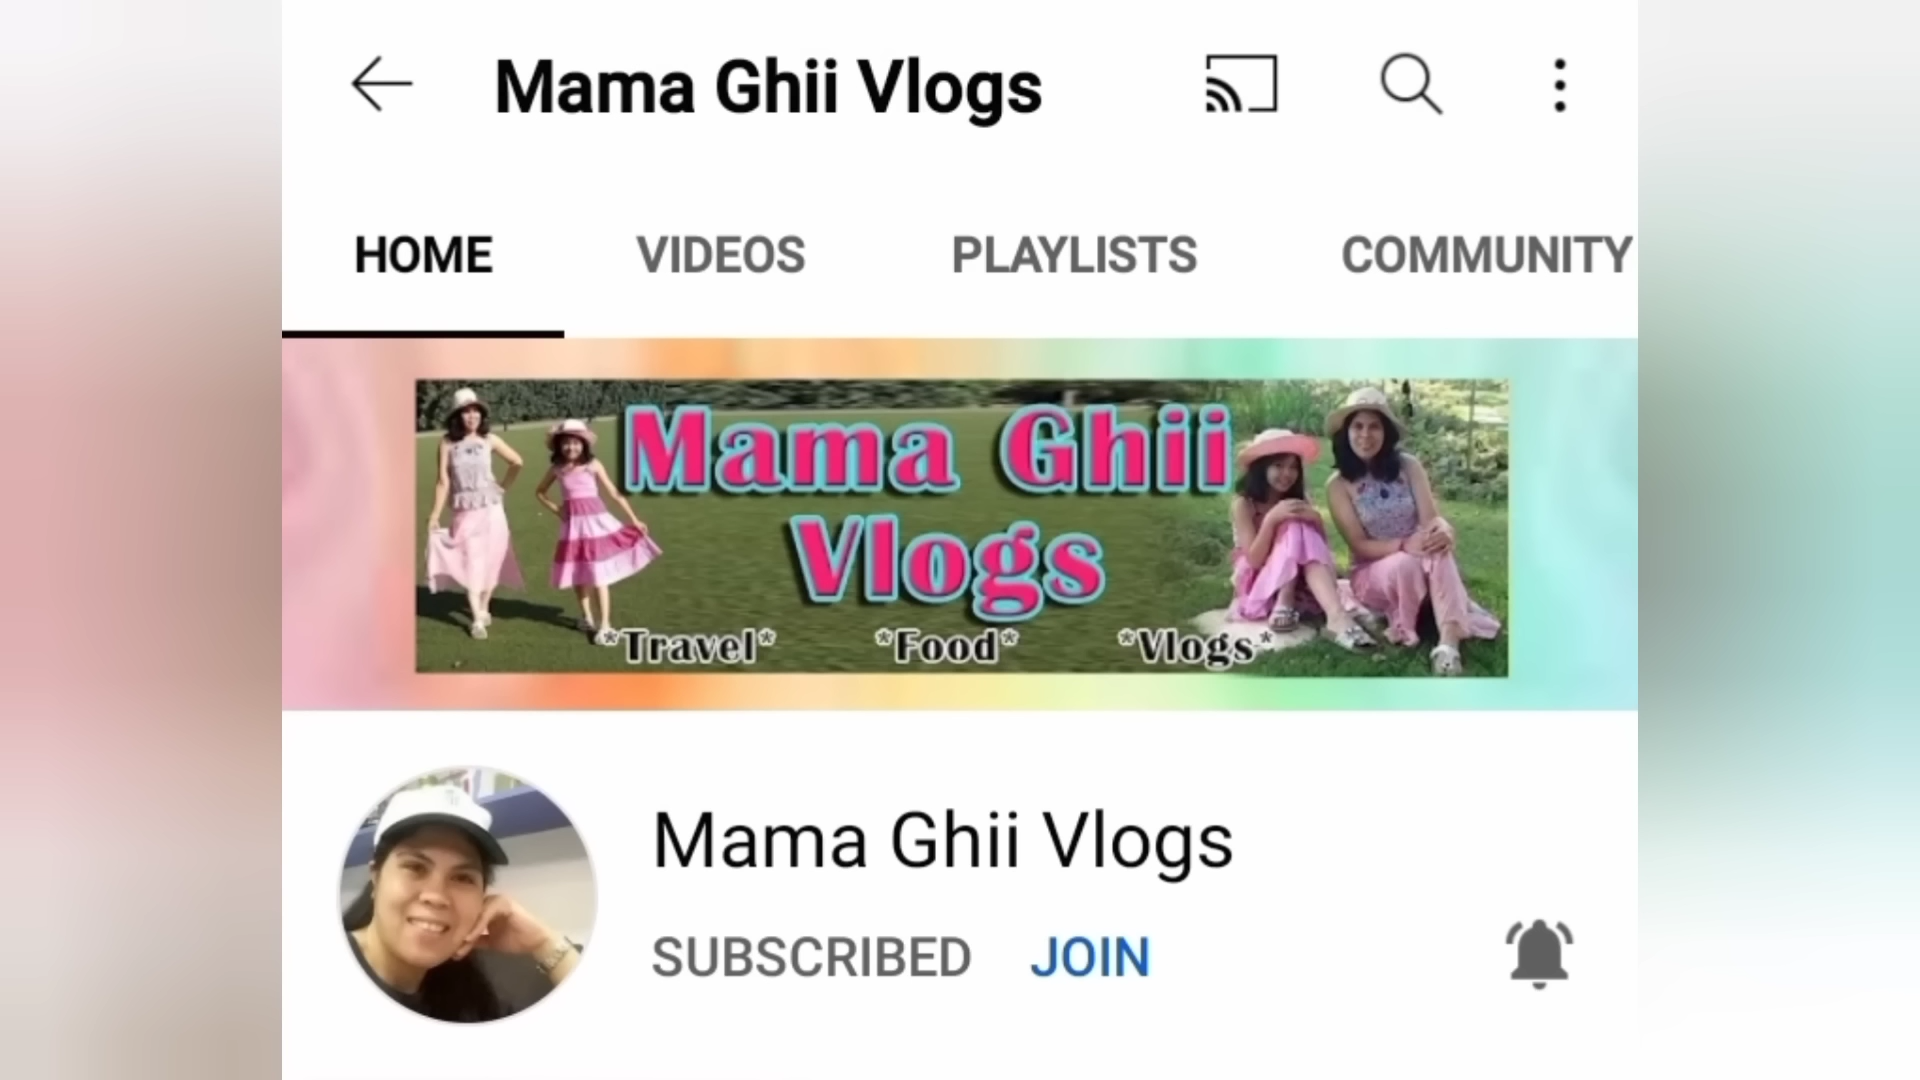 Mama Ghii Vlogs
HOME VIDEOS PLAYLISTS COMMUNITY
Mama Ghii
Vlogs
*Travel* *Food* *Vlogs*
Mama Ghii Vlogs
SUBSCRIBED JOIN